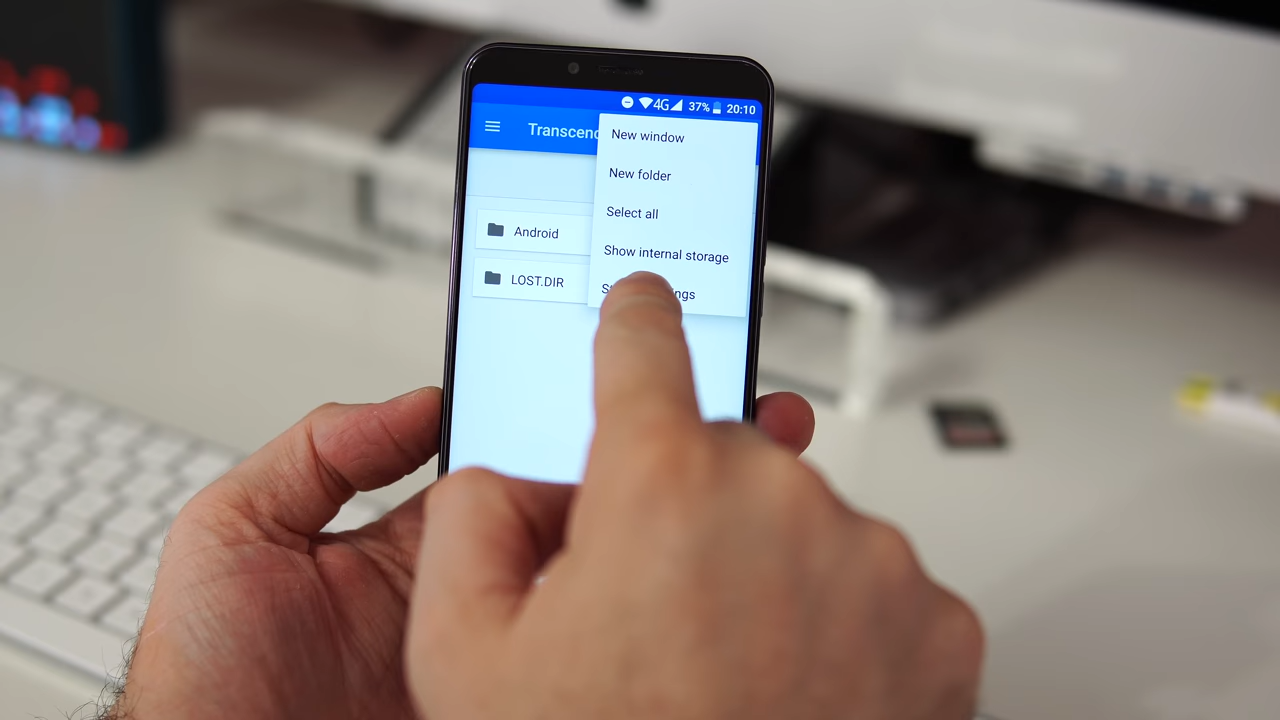 4G 37% 20:10
Transcend
New window
New folder
Select all
Show internal storage
Android
LOST.DIR